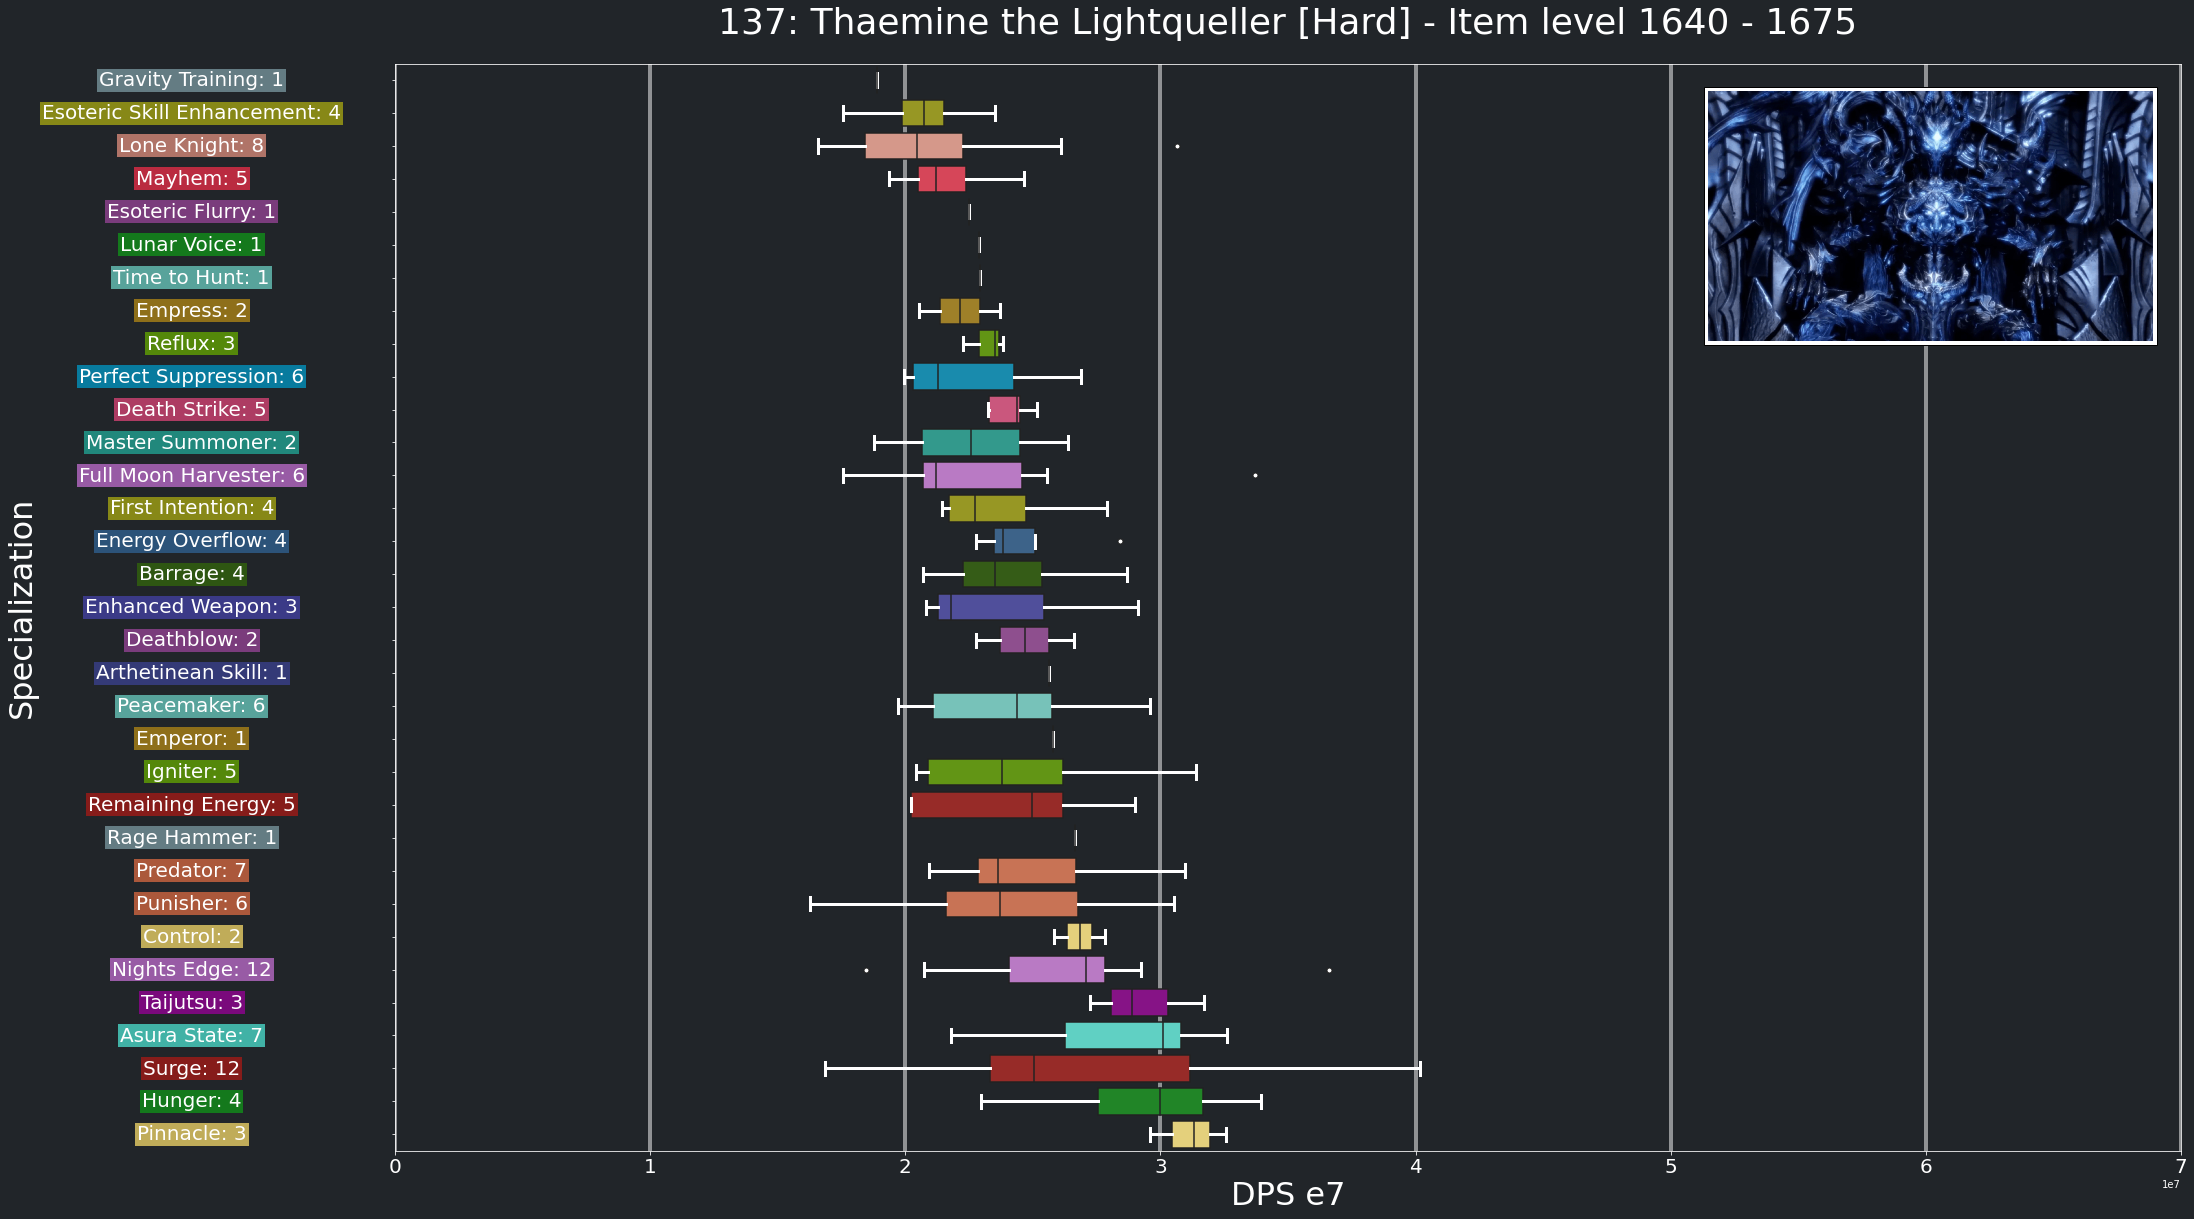 137: Thaemine the Lightqueller [Hard] - Item level 1640 - 1675
Specialization
Gravity Training: 1
Esoteric Skill Enhancement: 4
Lone Knight: 8
Mayhem: 5
Esoteric Flurry: 1
Lunar Voice: 1
Time to Hunt: 1
Empress: 2
Reflux: 3
Perfect Suppression: 6
Death Strike: 5
Master Summoner: 2
Full Moon Harvester: 6
First Intention: 4
Energy Overflow: 4
Barrage: 4
Enhanced Weapon: 3
Deathblow: 2
Arthetinean Skill: 1
Peacemaker: 6
Emperor: 1
Igniter: 5
Remaining Energy: 5
Rage Hammer: 1
Predator: 7
Punisher: 6
Control: 2
Nights Edge: 12
Taijutsu: 3
Asura State: 7
Surge: 12
Hunger: 4
Pinnacle: 3
0 1 2 3 4 5 6 7
1e7
DPS e7